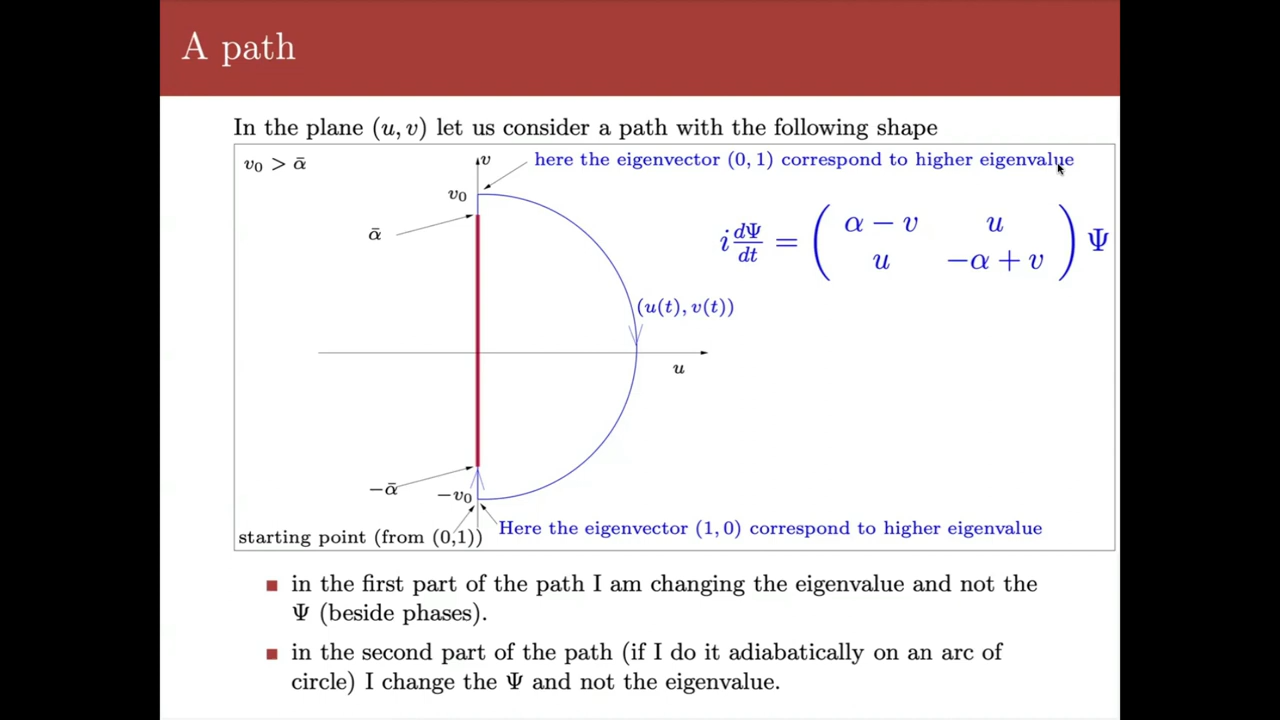 A path
In the plane (u, v) let us consider a path with the following shape
v₀ > ᾱ
v
here the eigenvector (0, 1) correspond to higher eigenvalue
v₀
ᾱ
i dΨ/dt = ( α − v u ; u −α + v ) Ψ
(u(t), v(t))
u
−ᾱ
−v₀
starting point (from (0,1))
Here the eigenvector (1, 0) correspond to higher eigenvalue
in the first part of the path I am changing the eigenvalue and not the
Ψ (beside phases).
in the second part of the path (if I do it adiabatically on an arc of
circle) I change the Ψ and not the eigenvalue.